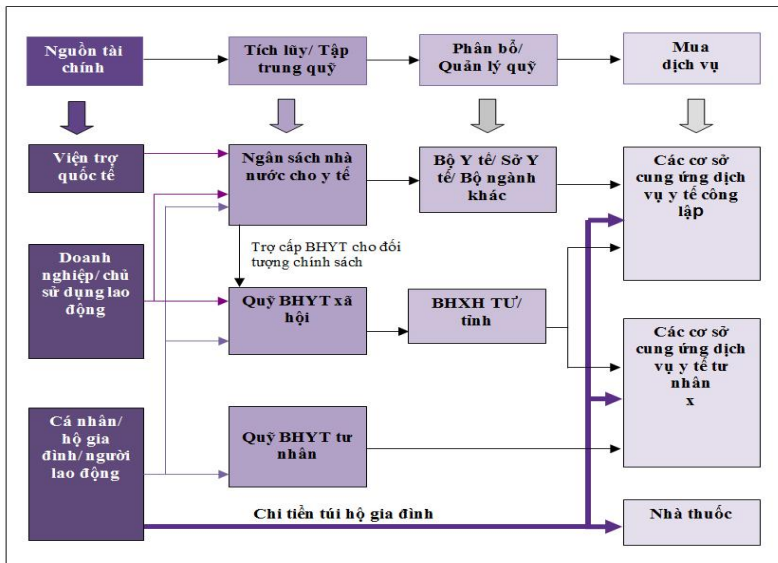 Nguồn tài
chính
Tích lũy/ Tập
trung quỹ
Phân bổ/
Quản lý quỹ
Mua
dịch vụ
Viện trợ
quốc tế
Ngân sách nhà
nước cho y tế
Bộ Y tế/ Sở Y
tế/ Bộ ngành
khác
Các cơ sở
cung ứng dịch
vụ y tế công
lập
Trợ cấp BHYT cho đối
tượng chính sách
Doanh
nghiệp/ chủ
sử dụng lao
động
Quỹ BHYT xã
hội
BHXH TƯ/
tỉnh
Các cơ sở
cung ứng dịch
vụ y tế tư
nhân
x
Cá nhân/
hộ gia
đình/ người
lao động
Quỹ BHYT tư
nhân
Chi tiền túi hộ gia đình
Nhà thuốc